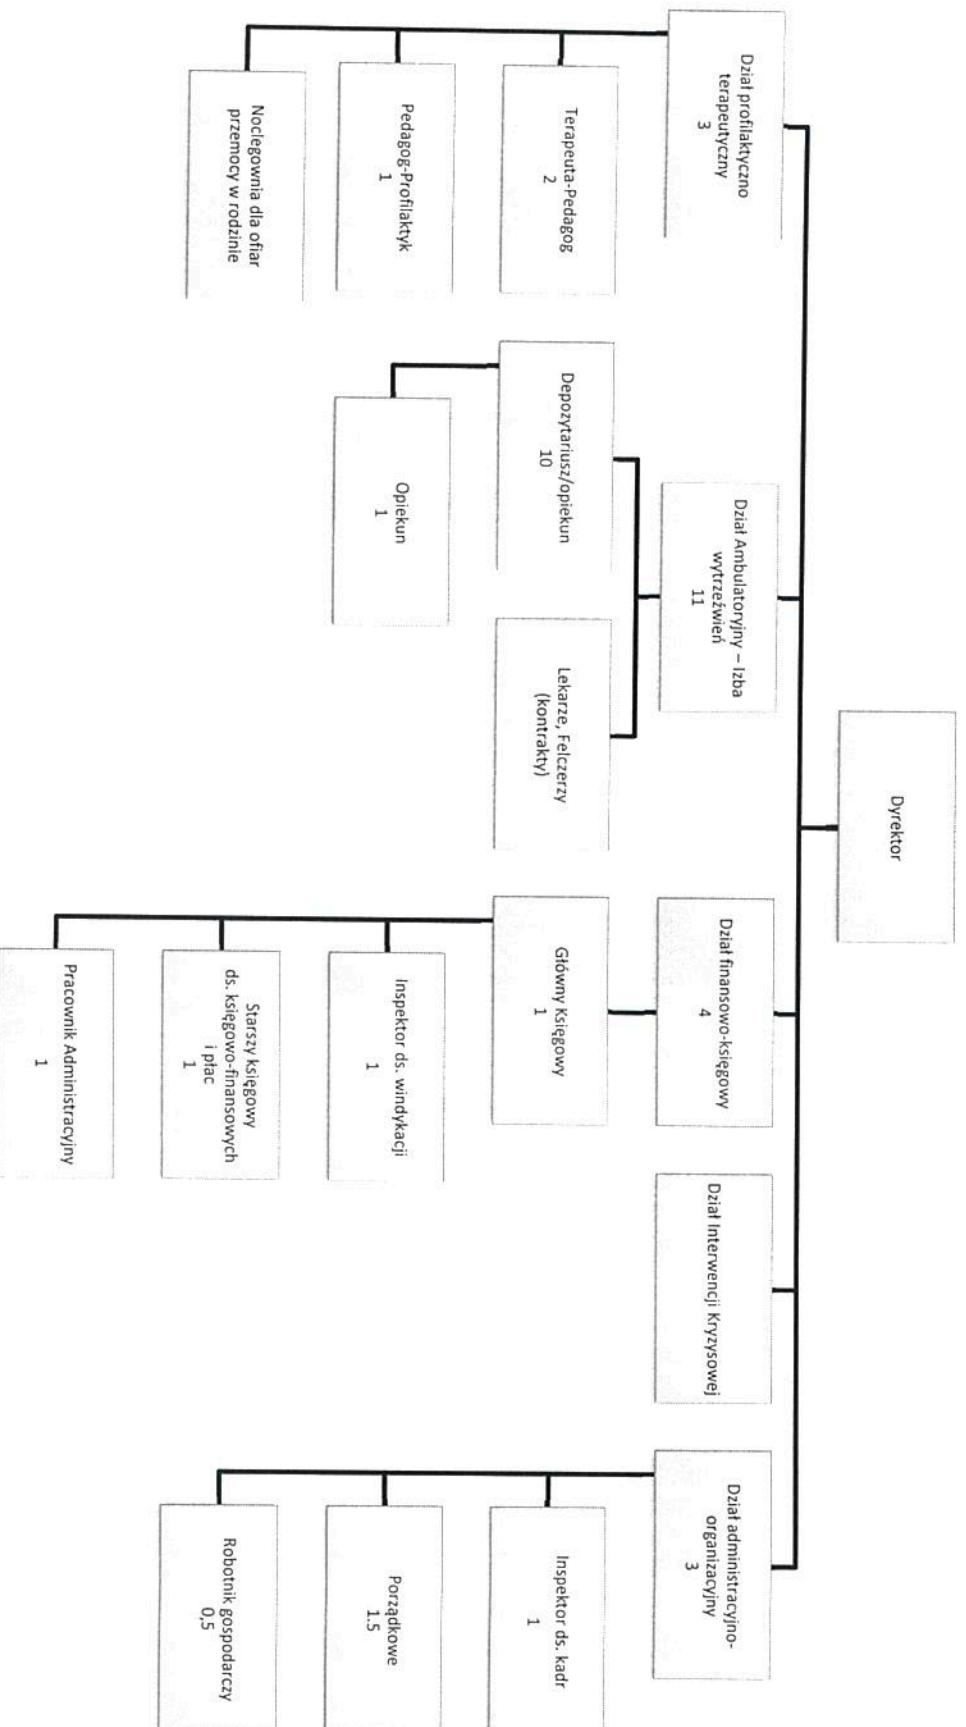 Dyrektor
Dział profilaktyczno
terapeutyczny
3
Terapeuta-Pedagog
2
Pedagog-Profilaktyk
1
Noclegownia dla ofiar
przemocy w rodzinie
Dział Ambulatoryjny – Izba
wytrzeźwień
11
Depozytariusz/opiekun
10
Opiekun
1
Lekarze, Felczerzy
(kontrakty)
Dział finansowo-księgowy
4
Główny Księgowy
1
Inspektor ds. windykacji
1
Starszy księgowy
ds. księgowo-finansowych
i płac
1
Pracownik Administracyjny
1
Dział Interwencji Kryzysowej
Dział administracyjno-
organizacyjny
3
Inspektor ds. kadr
1
Porządkowe
1.5
Robotnik gospodarczy
0,5